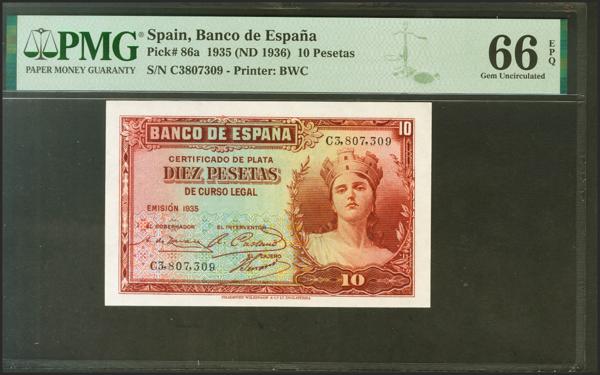 PMG
PAPER MONEY GUARANTY
Spain, Banco de España
Pick# 86a 1935 (ND 1936) 10 Pesetas
S/N C3807309 - Printer: BWC
66 EPQ
Gem Uncirculated
BANCO DE ESPAÑA
10
CERTIFICADO DE PLATA
C3,807,309
DIEZ PESETAS
DE CURSO LEGAL
EMISIÓN 1935
EL GOBERNADOR
EL INTERVENTOR
EL CAJERO
C3,807,309
10